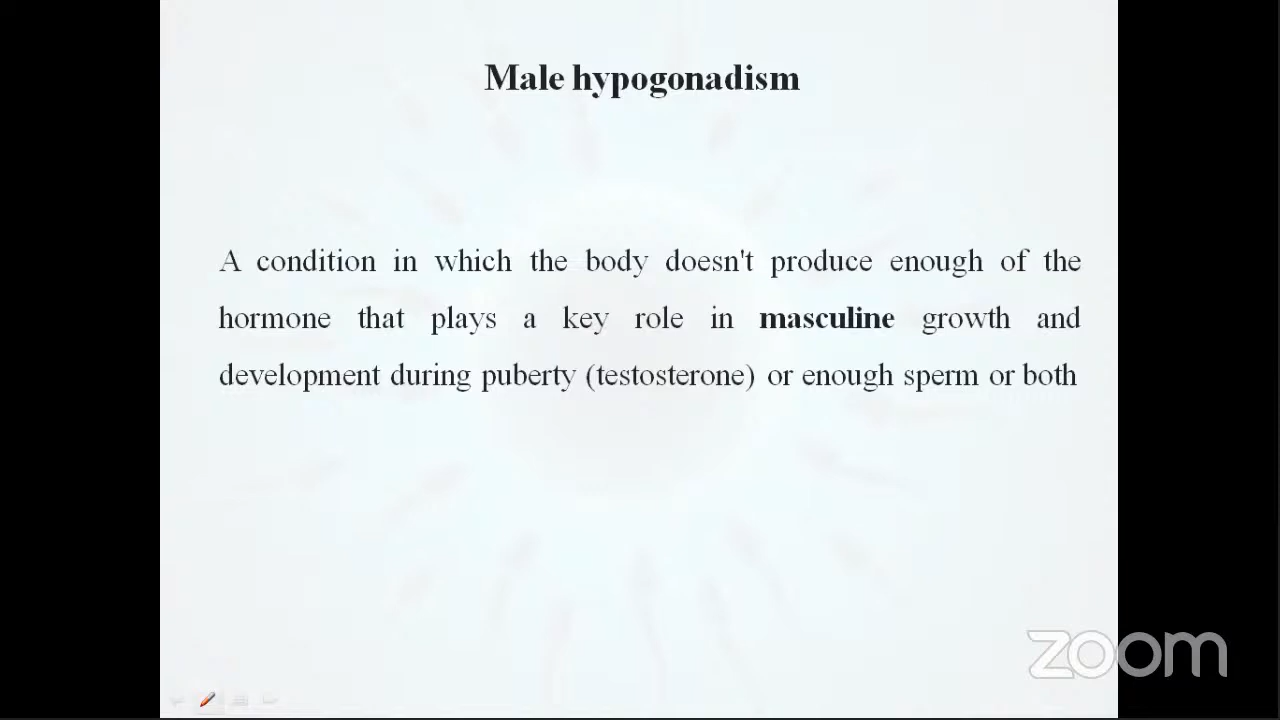 Male hypogonadism
A condition in which the body doesn't produce enough of the
hormone that plays a key role in masculine growth and
development during puberty (testosterone) or enough sperm or both
zoom